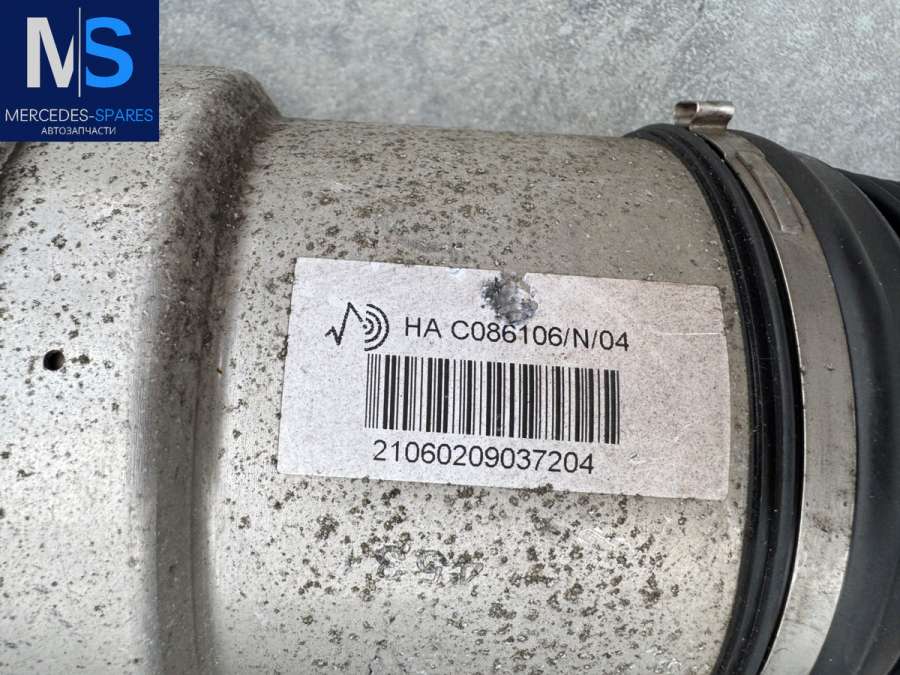 MS
MERCEDES-SPARES
АВТОЗАПЧАСТИ
HA C086106/N/04
21060209037204